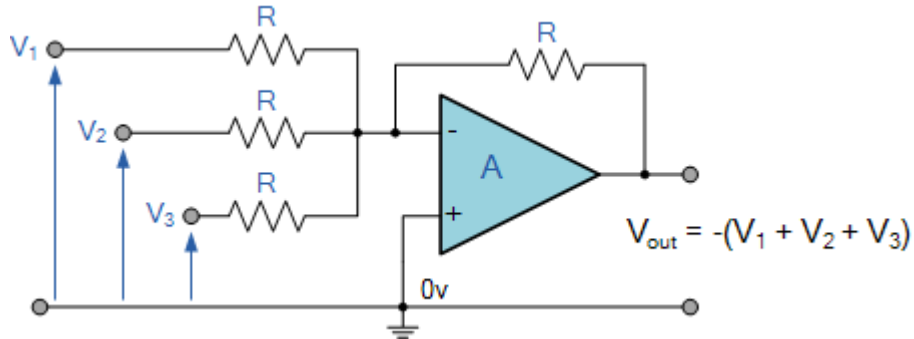 V₁
R
R
V₂
R
V₃
R
-
A
+
0v
Vout = -(V₁ + V₂ + V₃)